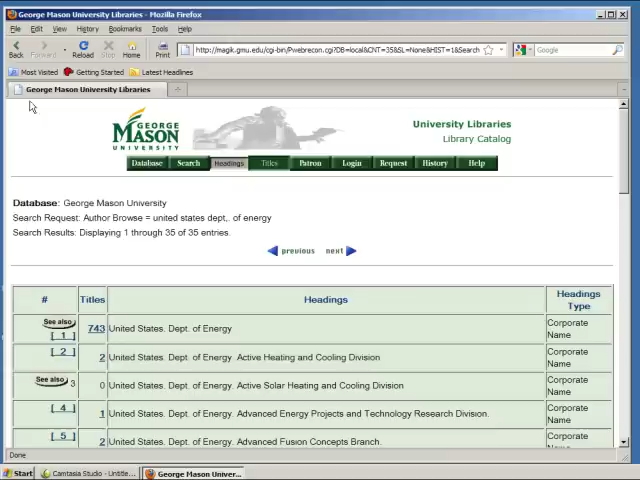 George Mason University Libraries - Mozilla Firefox
File Edit View History Bookmarks Tools Help
Back Forward Reload Stop Home Print http://magik.gmu.edu/cgi-bin/Pwebrecon.cgi?DB=local&CNT=35&SL=None&HIST=1&Search Google
Most Visited Getting Started Latest Headlines
George Mason University Libraries
GEORGE
MASON
UNIVERSITY
University Libraries
Library Catalog
Database Search Headings Titles Patron Login Request History Help
Database: George Mason University
Search Request: Author Browse = united states dept,. of energy
Search Results: Displaying 1 through 35 of 35 entries.
previous next
# Titles Headings Headings Type
See also [ 1 ] 743 United States. Dept. of Energy Corporate Name
[ 2 ] 2 United States. Dept. of Energy. Active Heating and Cooling Division Corporate Name
See also 3 0 United States. Dept. of Energy. Active Solar Heating and Cooling Division Corporate Name
[ 4 ] 1 United States. Dept. of Energy. Advanced Energy Projects and Technology Research Division. Corporate Name
[ 5 ] 2 United States. Dept. of Energy. Advanced Fusion Concepts Branch. Corporate
Done
Start Camtasia Studio - Untitle... George Mason Univer...